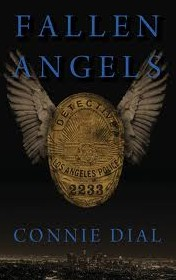 FALLEN
ANGELS
DETECTIVE
LOS ANGELES POLICE
2233
CONNIE DIAL